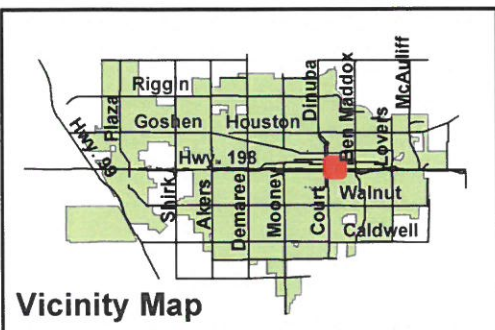 Riggin
Goshen
Houston
Hwy. 198
Walnut
Caldwell
Hwy. 99
Plaza
Shirk
Akers
Demaree
Mooney
Court
Dinuba
Ben Maddox
Lovers
McAuliff
Vicinity Map